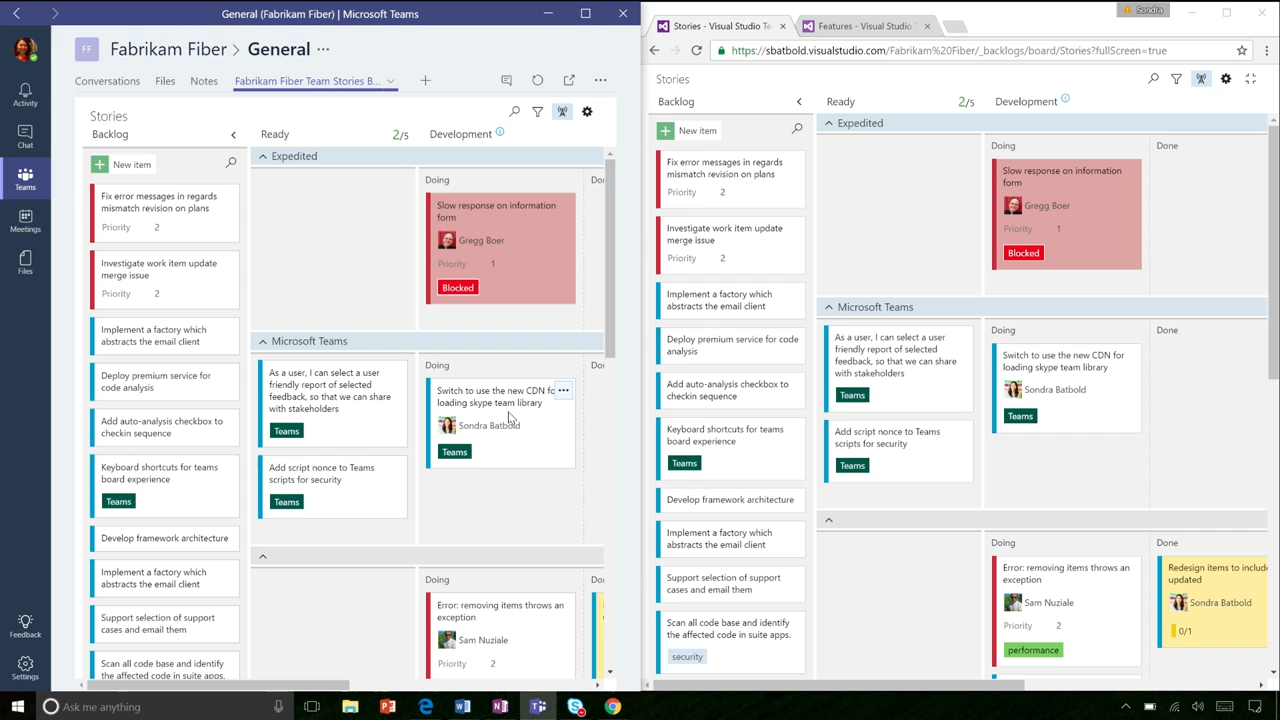 General (Fabrikam Fiber) | Microsoft Teams
FF
Fabrikam Fiber > General ...
Conversations
Files
Notes
Fabrikam Fiber Team Stories B...
Activity
Chat
Teams
Meetings
Files
Feedback
Settings
Stories
Backlog
Ready
2/5
Development
New item
Fix error messages in regards
mismatch revision on plans
Priority 2
Investigate work item update
merge issue
Priority 2
Implement a factory which
abstracts the email client
Deploy premium service for
code analysis
Add auto-analysis checkbox to
checkin sequence
Keyboard shortcuts for teams
board experience
Teams
Develop framework architecture
Implement a factory which
abstracts the email client
Support selection of support
cases and email them
Scan all code base and identify
the affected code in suite apps.
Expedited
Doing
Slow response on information
form
Gregg Boer
Priority 1
Blocked
Microsoft Teams
As a user, I can select a user
friendly report of selected
feedback, so that we can share
with stakeholders
Teams
Add script nonce to Teams
scripts for security
Teams
Doing
Switch to use the new CDN fo
loading skype team library
Sondra Batbold
Teams
Doing
Error: removing items throws an
exception
Sam Nuziale
Priority 2
Sondra
Stories - Visual Studio Te
Features - Visual Studio T
https://sbatbold.visualstudio.com/Fabrikam%20Fiber/_backlogs/board/Stories?fullScreen=true
Stories
Backlog
Ready
2/5
Development
New item
Fix error messages in regards
mismatch revision on plans
Priority 2
Investigate work item update
merge issue
Priority 2
Implement a factory which
abstracts the email client
Deploy premium service for code
analysis
Add auto-analysis checkbox to
checkin sequence
Keyboard shortcuts for teams
board experience
Teams
Develop framework architecture
Implement a factory which
abstracts the email client
Support selection of support
cases and email them
Scan all code base and identify
the affected code in suite apps.
security
Expedited
Doing
Done
Slow response on information
form
Gregg Boer
Priority 1
Blocked
Microsoft Teams
As a user, I can select a user
friendly report of selected
feedback, so that we can share
with stakeholders
Teams
Add script nonce to Teams
scripts for security
Teams
Doing
Done
Switch to use the new CDN for
loading skype team library
Sondra Batbold
Teams
Doing
Done
Error: removing items throws an
exception
Sam Nuziale
Priority 2
performance
Redesign items to include
updated
Sondra Batbold
0/1
Ask me anything